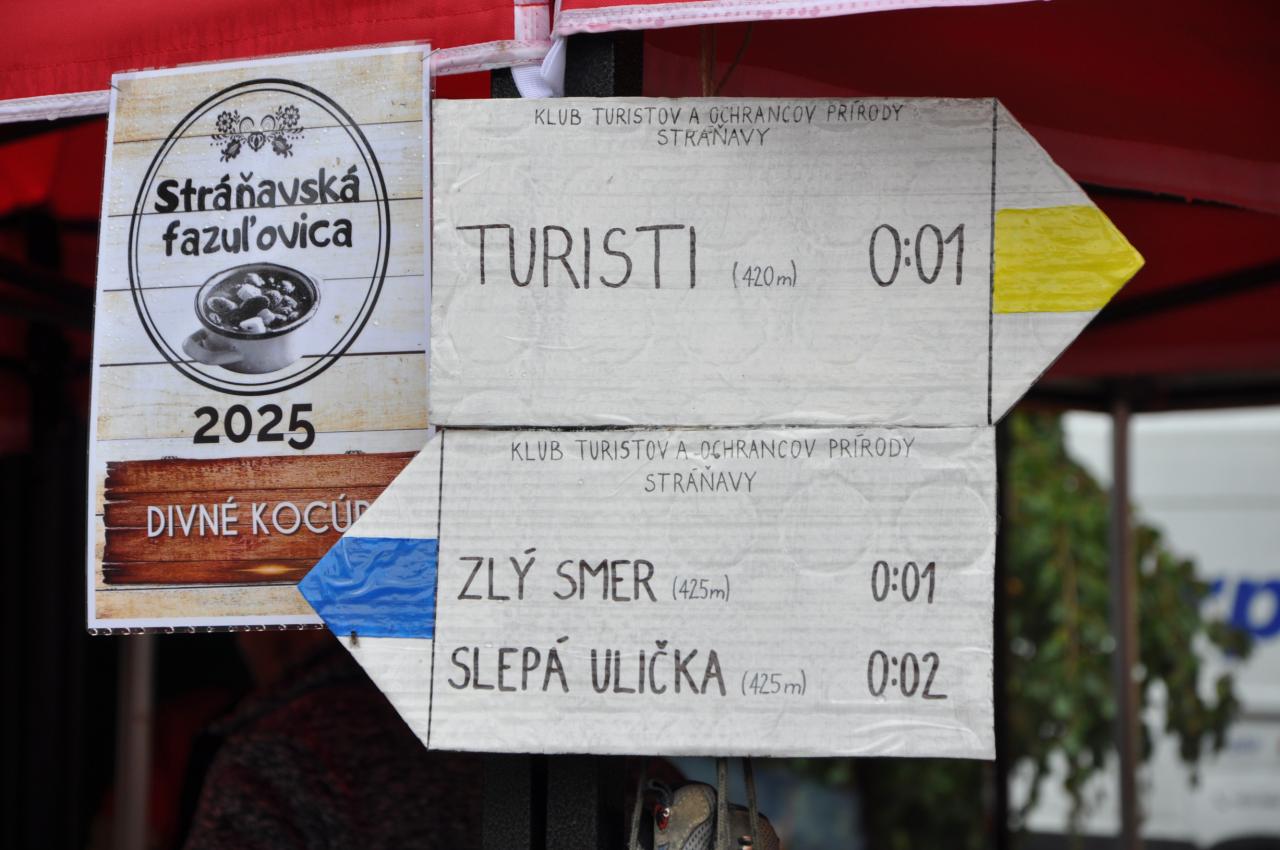 Stráňavská
fazuľovica
2025
DIVNÉ
KLUB TURISTOV A OCHRANCOV PRÍRODY
STRÁŇAVY
TURISTI (420m) 0:01
KLUB TURISTOV A OCHRANCOV PRÍRODY
STRÁŇAVY
ZLÝ SMER (425m) 0:01
SLEPÁ ULIČKA (425m) 0:02